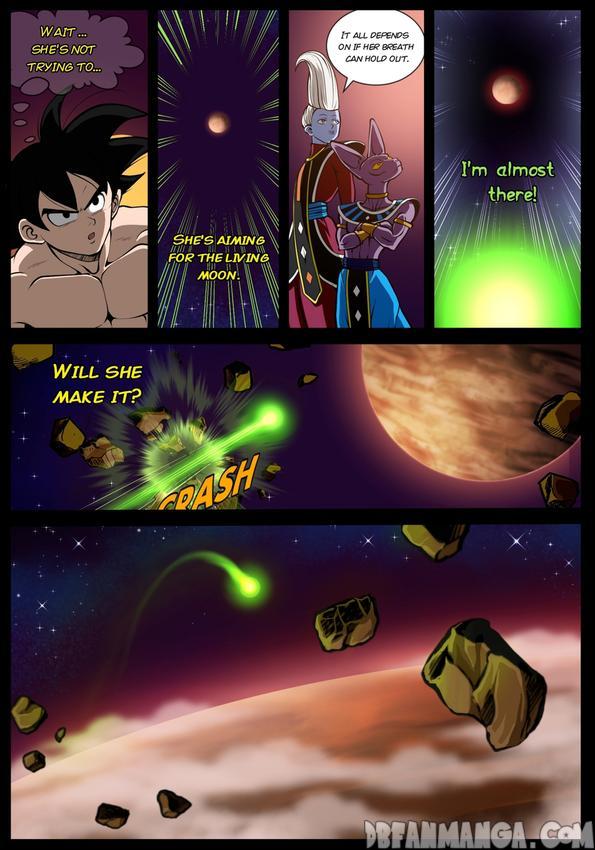 WAIT ...
SHE'S NOT
TRYING TO...
SHE'S AIMING
FOR THE LIVING
MOON.
IT ALL DEPENDS
ON IF HER BREATH
CAN HOLD OUT.
I'm almost
there!
WILL SHE
MAKE IT?
CRASH
DBFANMANGA.COM